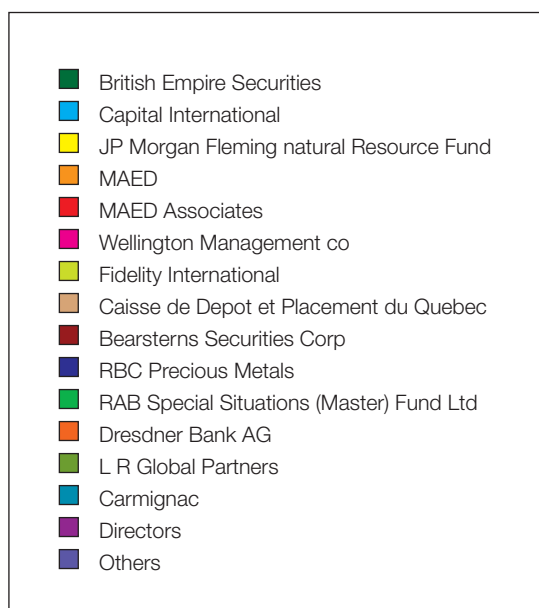 British Empire Securities
Capital International
JP Morgan Fleming natural Resource Fund
MAED
MAED Associates
Wellington Management co
Fidelity International
Caisse de Depot et Placement du Quebec
Bearsterns Securities Corp
RBC Precious Metals
RAB Special Situations (Master) Fund Ltd
Dresdner Bank AG
L R Global Partners
Carmignac
Directors
Others